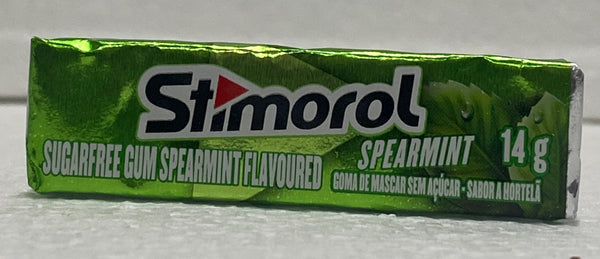 Stimorol
SUGARFREE GUM SPEARMINT FLAVOURED
SPEARMINT
14 g
GOMA DE MASCAR SEM AÇÚCAR - SABOR A HORTELÃ